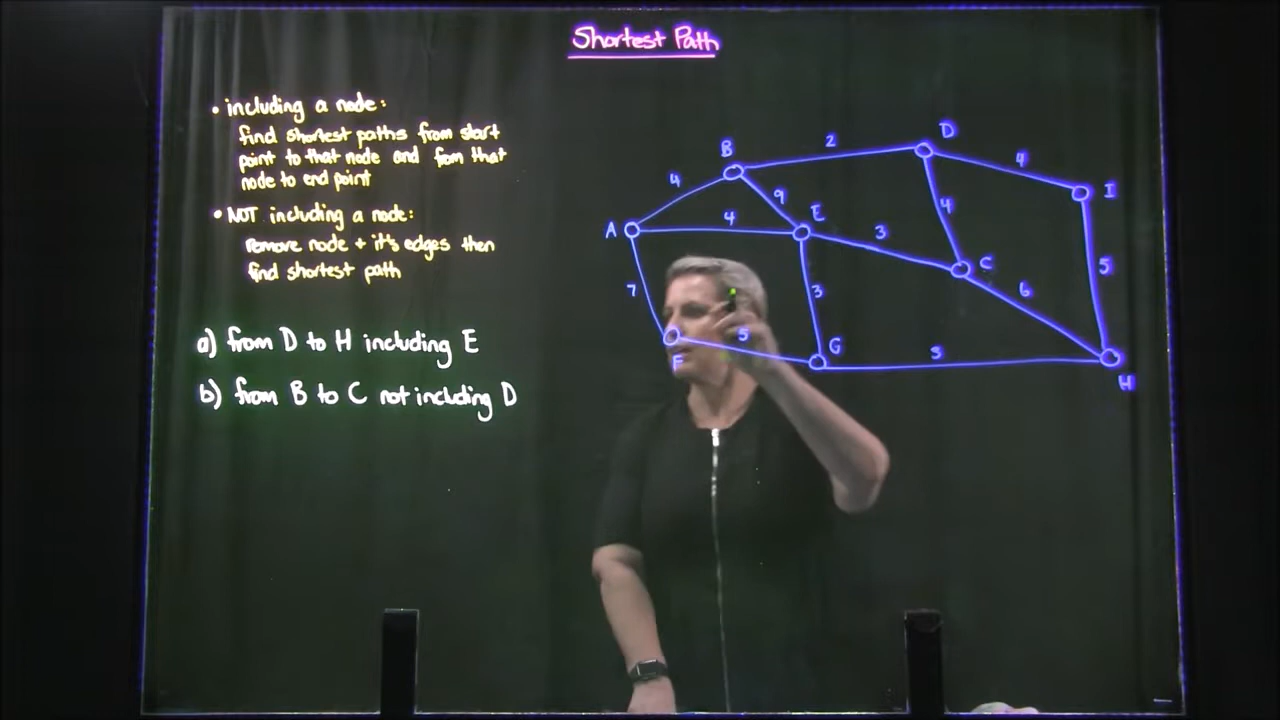 Shortest Path
• including a node:
find shortest paths from start
point to that node and from that
node to end point
• NOT including a node:
remove node + it's edges then
find shortest path
a) from D to H including E
b) from B to C not including D
D
2
B
4
I
4
9
4
E
4
A
3
C
5
7
3
6
5
G
F
5
H